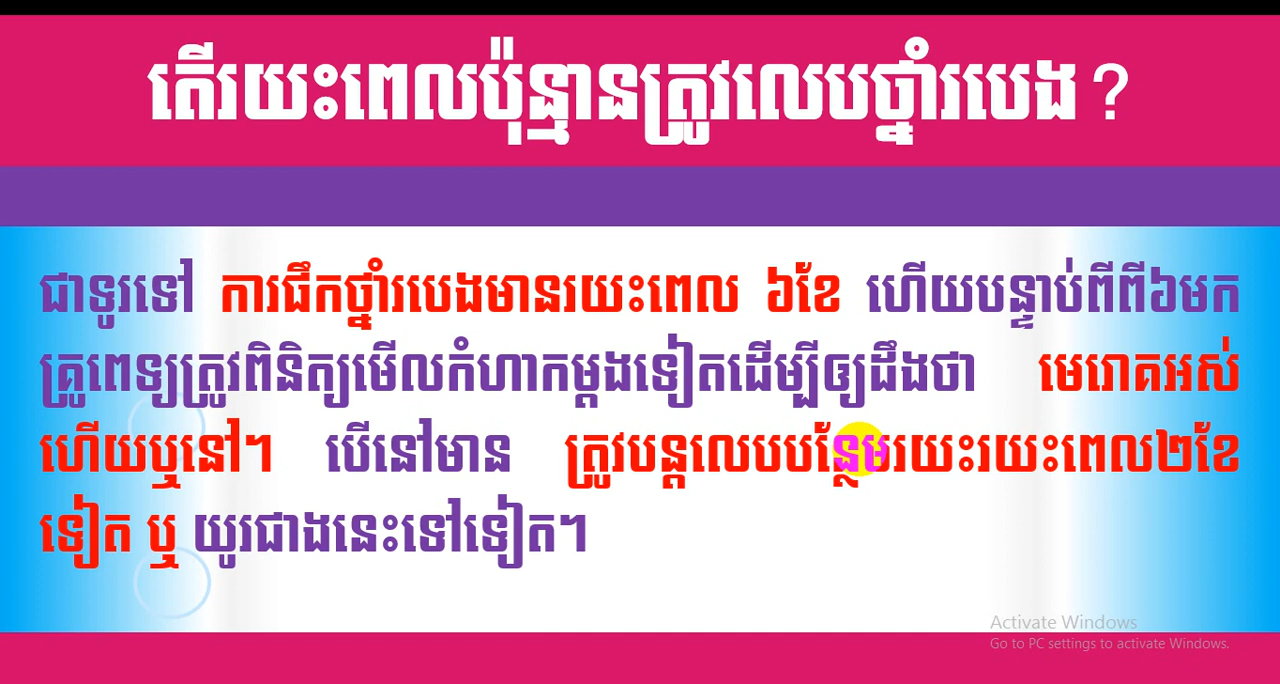 តើរយះពេលប៉ុន្មានត្រូវលេបថ្នាំរបេង ?
ជាទូរទៅ ការផឹកថ្នាំរបេងមានរយះពេល ៦ខែ ហើយបន្ទាប់ពីពី៦មក
គ្រូពេទ្យត្រូវពិនិត្យមើលកំហាកម្ដងទៀតដើម្បីឲ្យដឹងថា មេរោគអស់
ហើយឬនៅ។ បើនៅមាន ត្រូវបន្តលេបបន្ថែមរយះរយះពេល២ខែ
ទៀត ឬ យូរជាងនេះទៅទៀត។
Activate Windows
Go to PC settings to activate Windows.